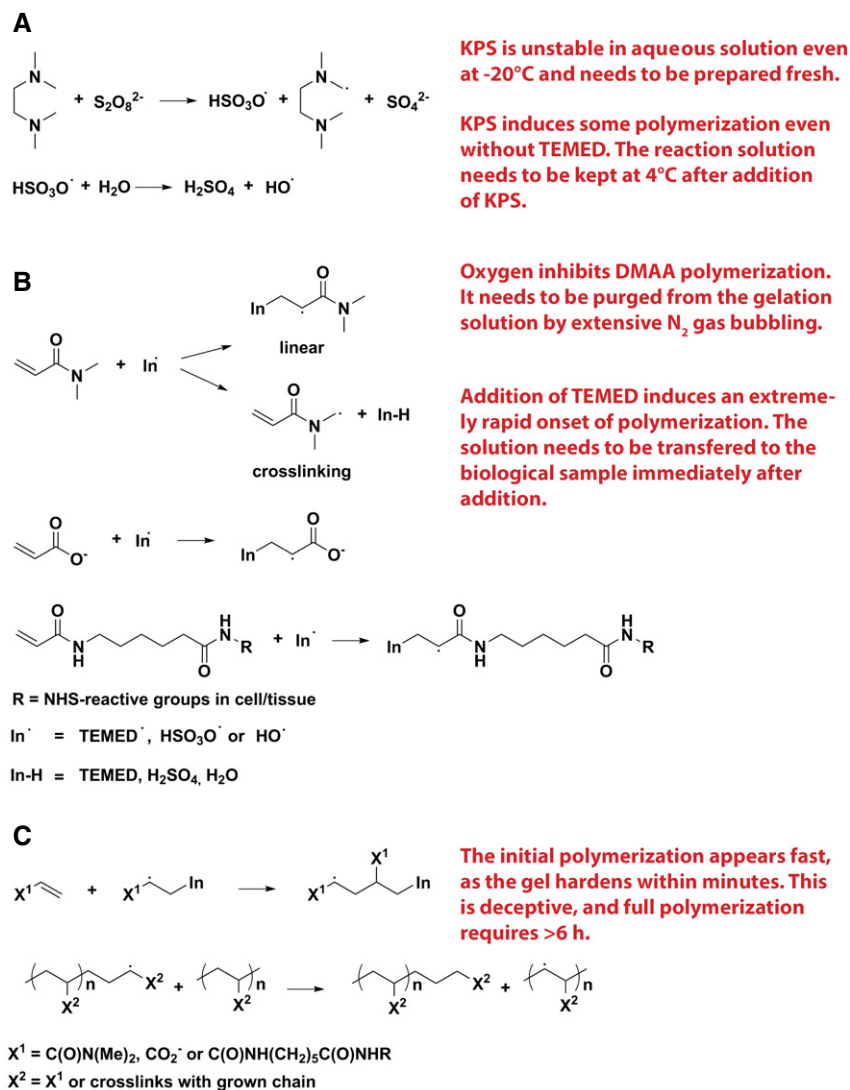 A
KPS is unstable in aqueous solution even
at -20°C and needs to be prepared fresh.
N
N
+ S₂O₈²⁻ HSO₃O˙ + N
N
+ SO₄²⁻
KPS induces some polymerization even
without TEMED. The reaction solution
needs to be kept at 4°C after addition
of KPS.
HSO₃O˙ + H₂O → H₂SO₄ + HO˙
B
Oxygen inhibits DMAA polymerization.
It needs to be purged from the gelation
solution by extensive N₂ gas bubbling.
O
In N
linear
O
N + In˙
O
N + In-H
crosslinking
Addition of TEMED induces an extreme-
ly rapid onset of polymerization. The
solution needs to be transfered to the
biological sample immediately after
addition.
O
O⁻ + In˙ → In O
O⁻
O
N
H
O
H
N
R + In˙ → In O
N
H
O
H
N
R
R = NHS-reactive groups in cell/tissue
In˙ = TEMED˙, HSO₃O˙ or HO˙
In-H = TEMED, H₂SO₄, H₂O
C
The initial polymerization appears fast,
as the gel hardens within minutes. This
is deceptive, and full polymerization
requires >6 h.
X¹ + X¹ In → X¹ X¹ In
( )n X² X² + ( )n X² → ( )n X² X² + ( )n X²
X¹ = C(O)N(Me)₂, CO₂⁻ or C(O)NH(CH₂)₅C(O)NHR
X² = X¹ or crosslinks with grown chain